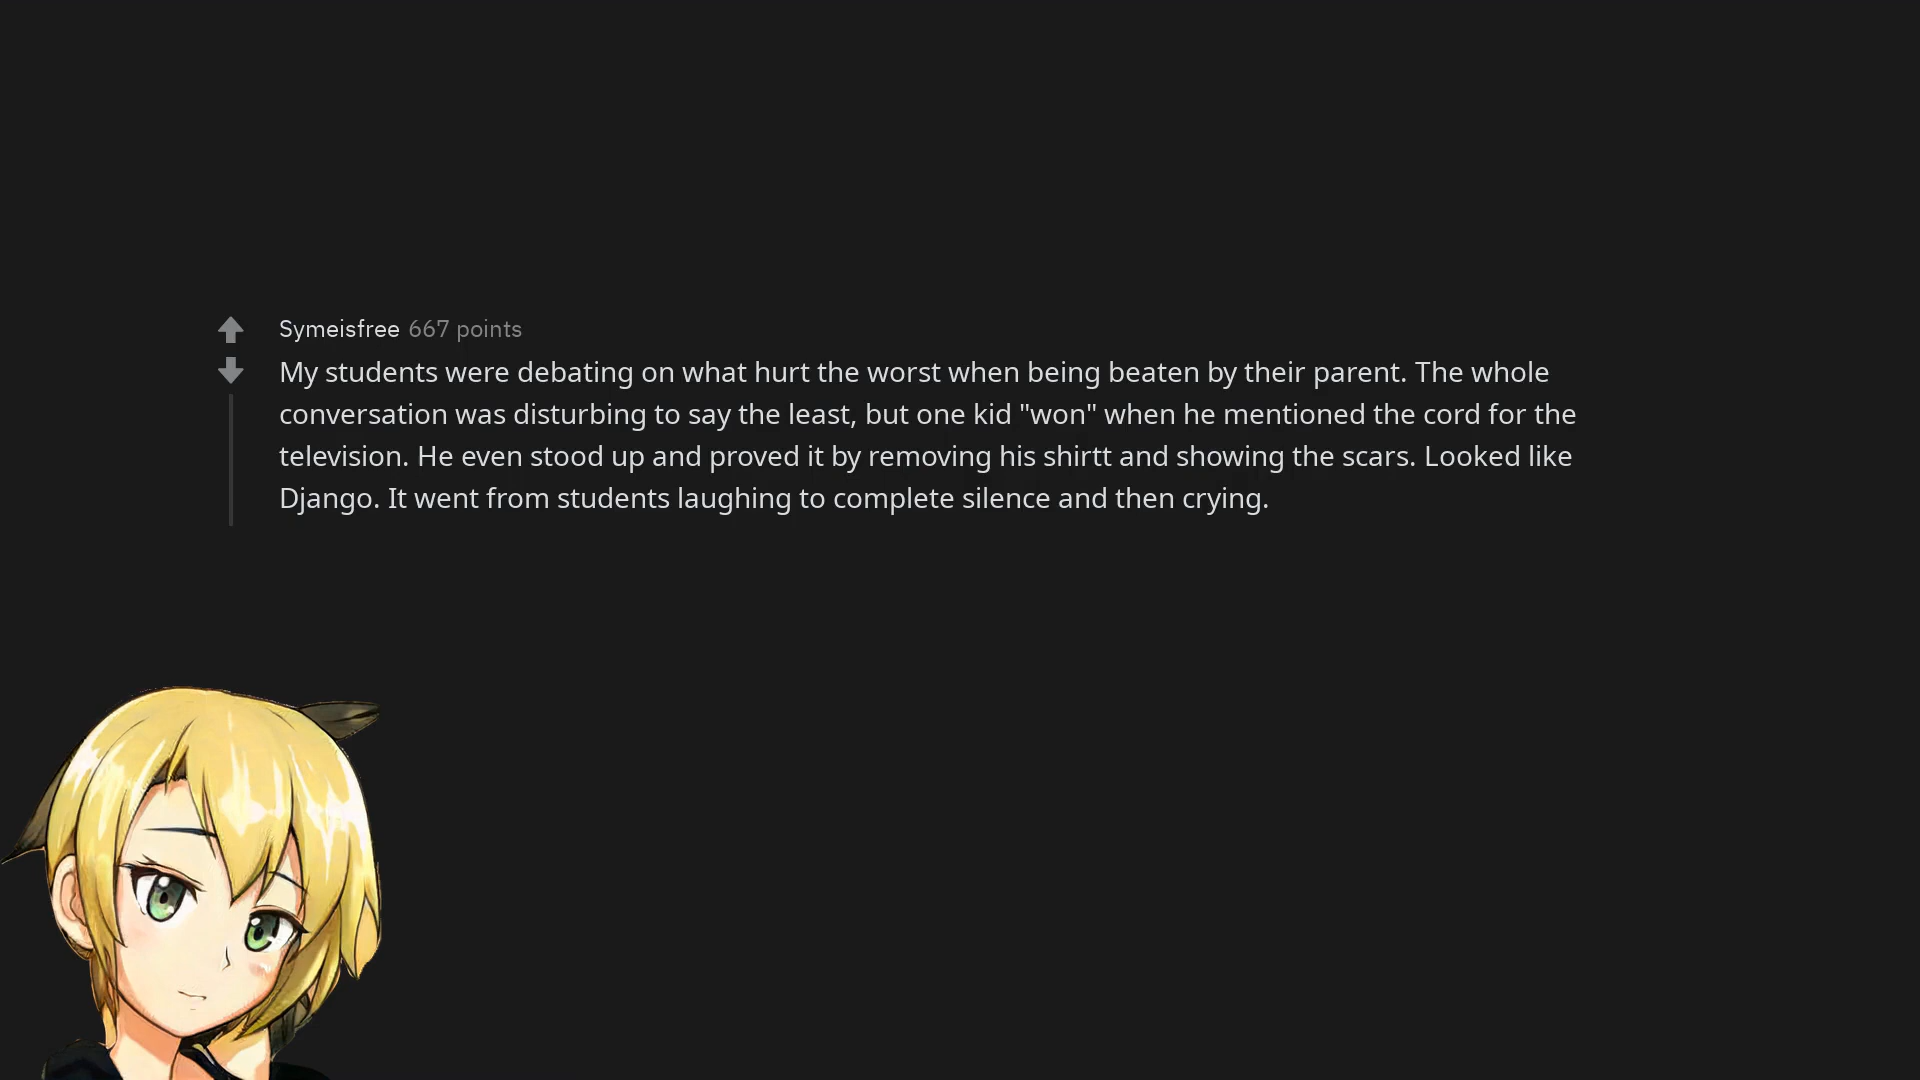 Symeisfree 667 points
My students were debating on what hurt the worst when being beaten by their parent. The whole
conversation was disturbing to say the least, but one kid "won" when he mentioned the cord for the
television. He even stood up and proved it by removing his shirtt and showing the scars. Looked like
Django. It went from students laughing to complete silence and then crying.